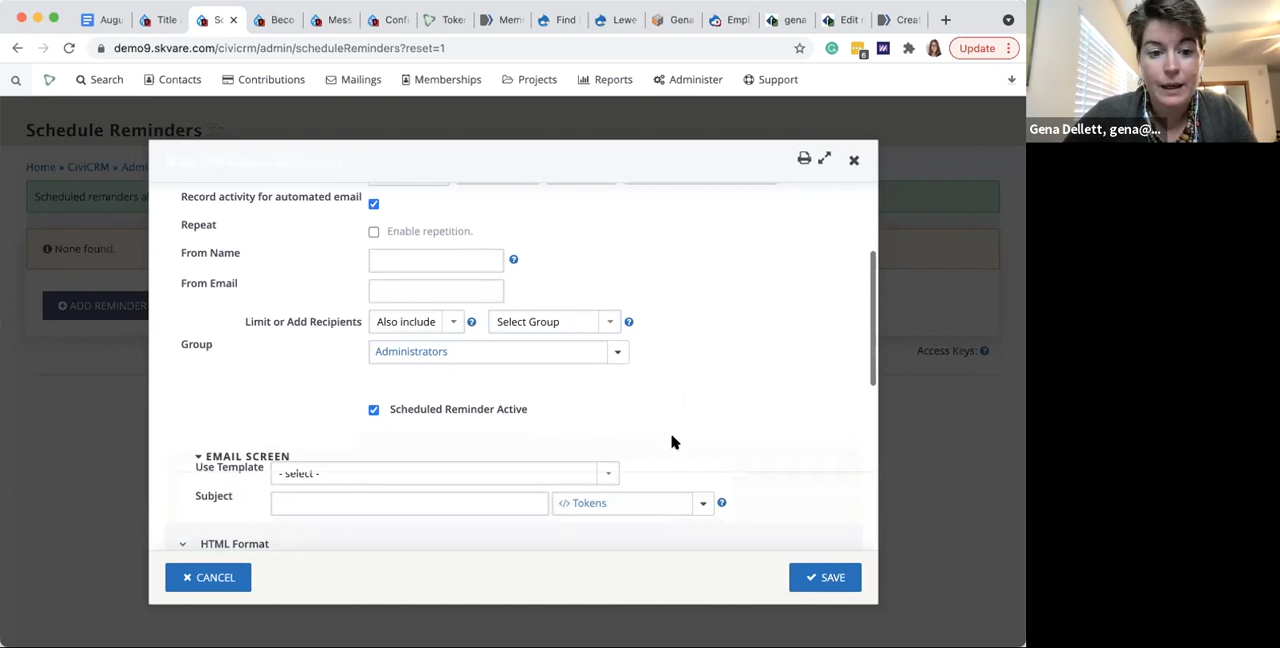 Augu Title Sc Beco Mess Confi Toker Mem Find Lewe Gena Empl gena Edit Creat
demo9.skvare.com/civicrm/admin/scheduleReminders?reset=1 6 Update
Search Contacts Contributions Mailings Memberships Projects Reports Administer Support
Gena Dellett, gena@...
Schedule Reminders
Home » CiviCRM » Admi
Scheduled reminders a
Record activity for automated email
Repeat Enable repetition.
None found.
From Name
From Email
ADD REMINDER
Limit or Add Recipients Also include Select Group
Group Administrators
Access Keys:
Scheduled Reminder Active
EMAIL SCREEN
Use Template - select -
Subject </> Tokens
HTML Format
CANCEL SAVE